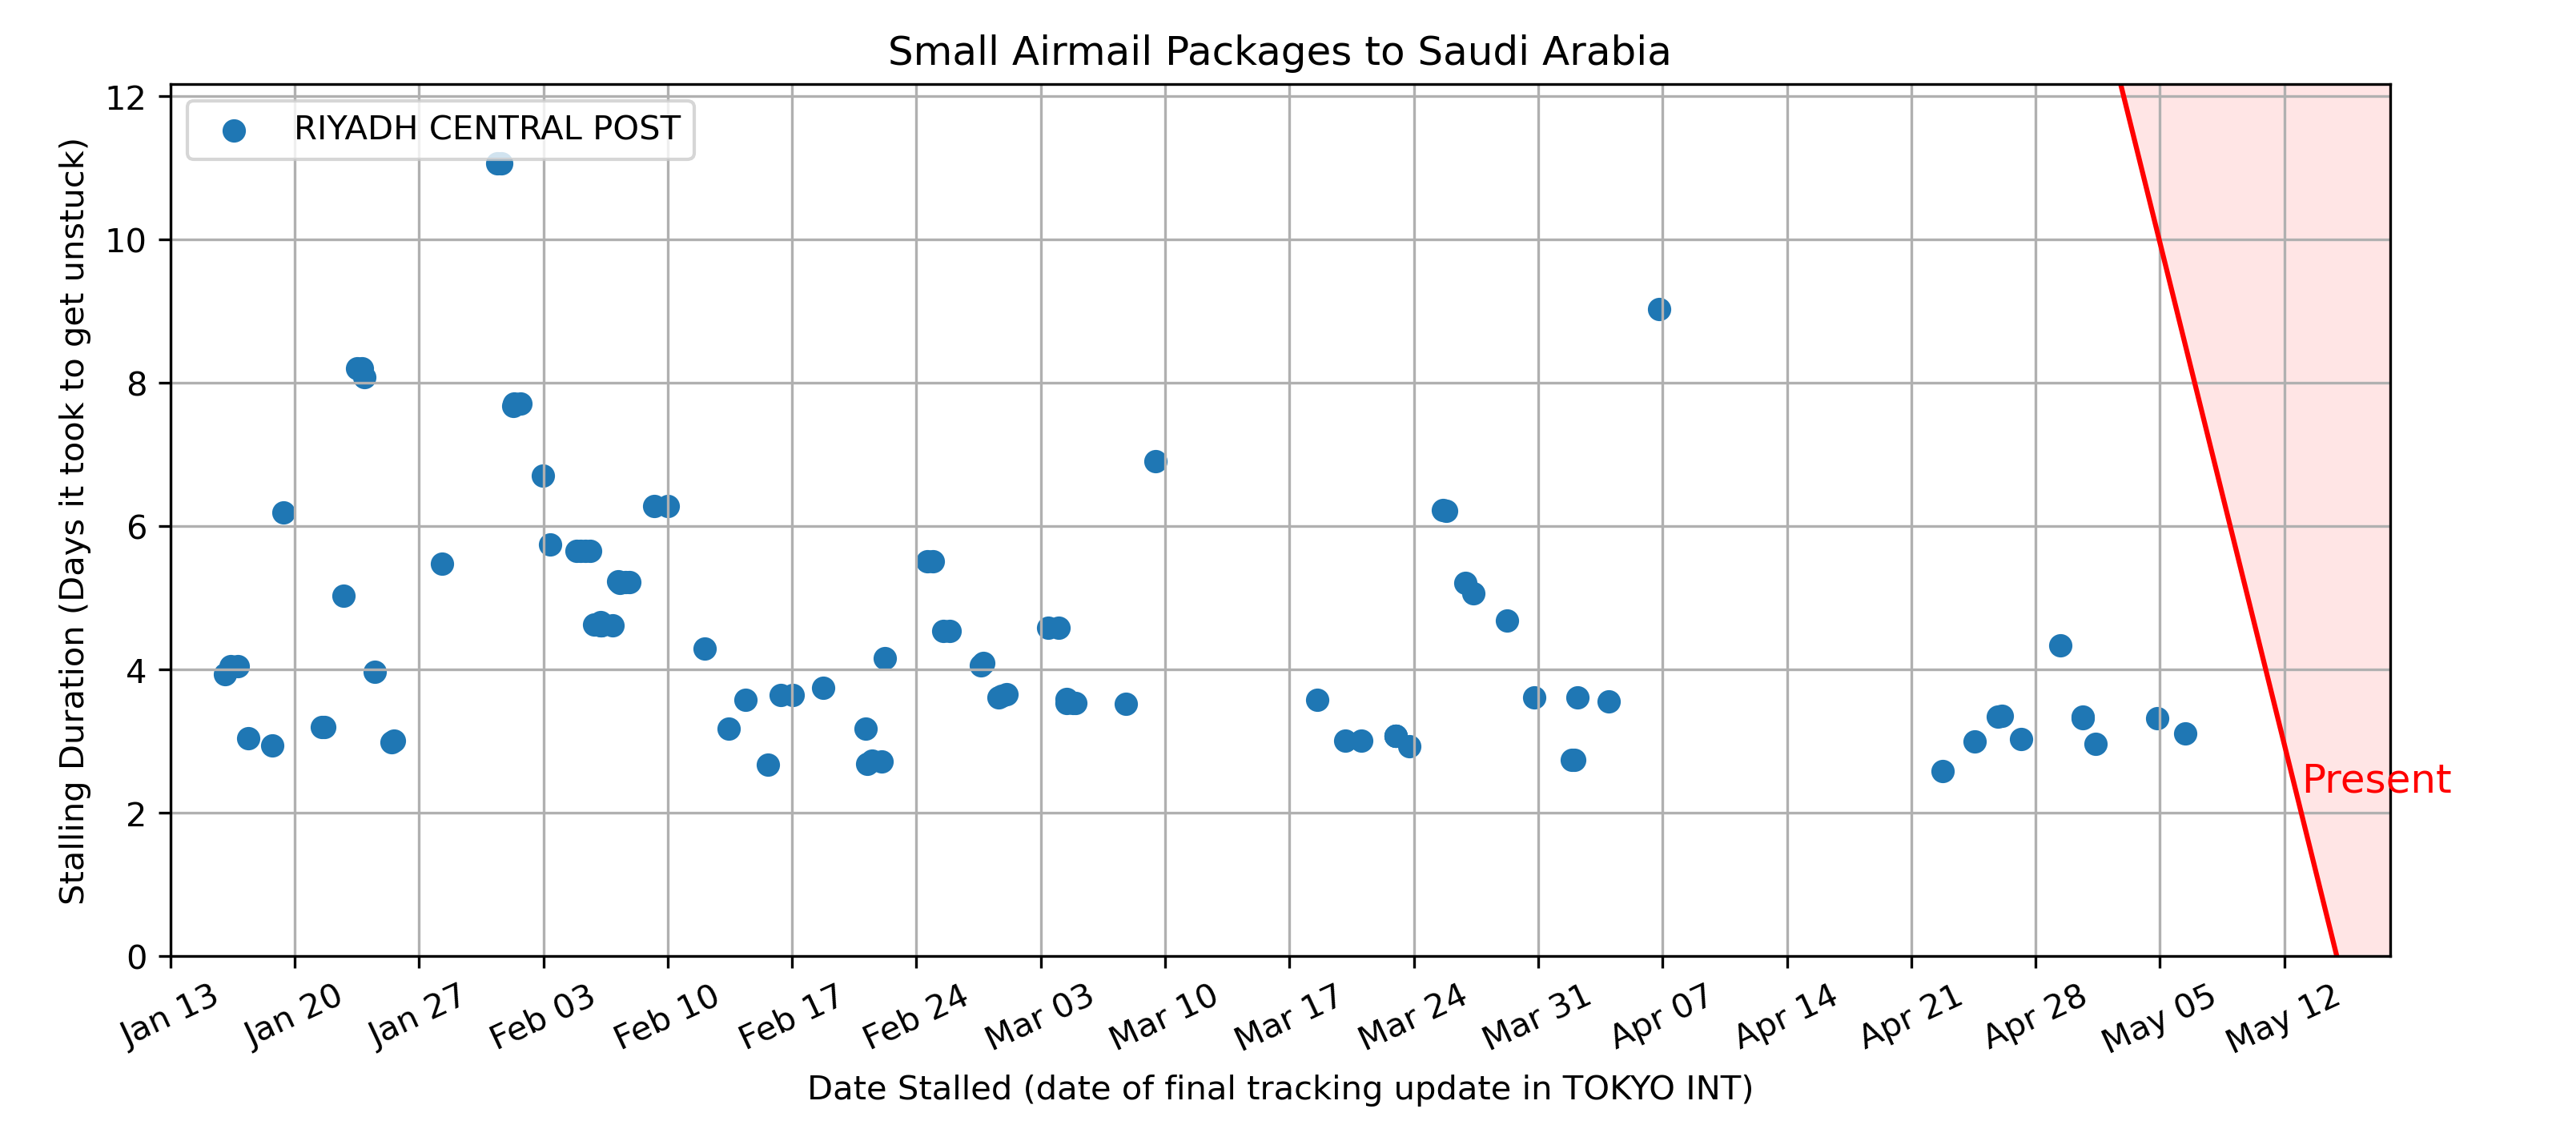 Small Airmail Packages to Saudi Arabia
RIYADH CENTRAL POST
Stalling Duration (Days it took to get unstuck)
12
10
8
6
4
2
0
Present
Jan 13
Jan 20
Jan 27
Feb 03
Feb 10
Feb 17
Feb 24
Mar 03
Mar 10
Mar 17
Mar 24
Mar 31
Apr 07
Apr 14
Apr 21
Apr 28
May 05
May 12
Date Stalled (date of final tracking update in TOKYO INT)